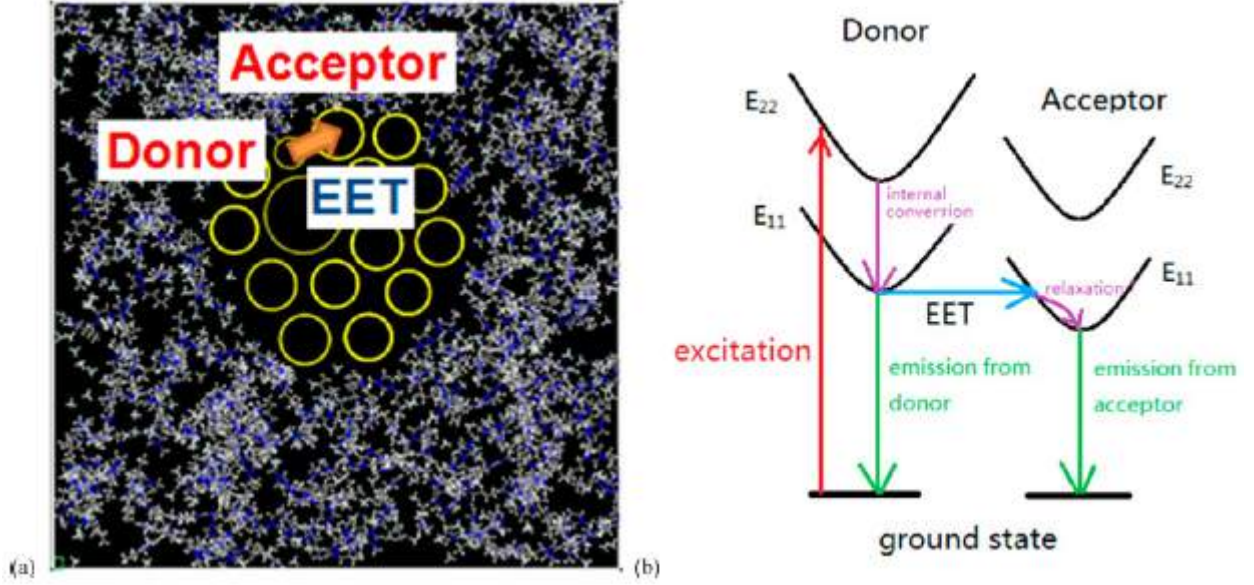 Acceptor
Donor
EET
(a)
Donor
E₂₂
Acceptor
E₂₂
internal
conversion
E₁₁
E₁₁
relaxation
EET
excitation
emission from
donor
emission from
acceptor
ground state
(b)